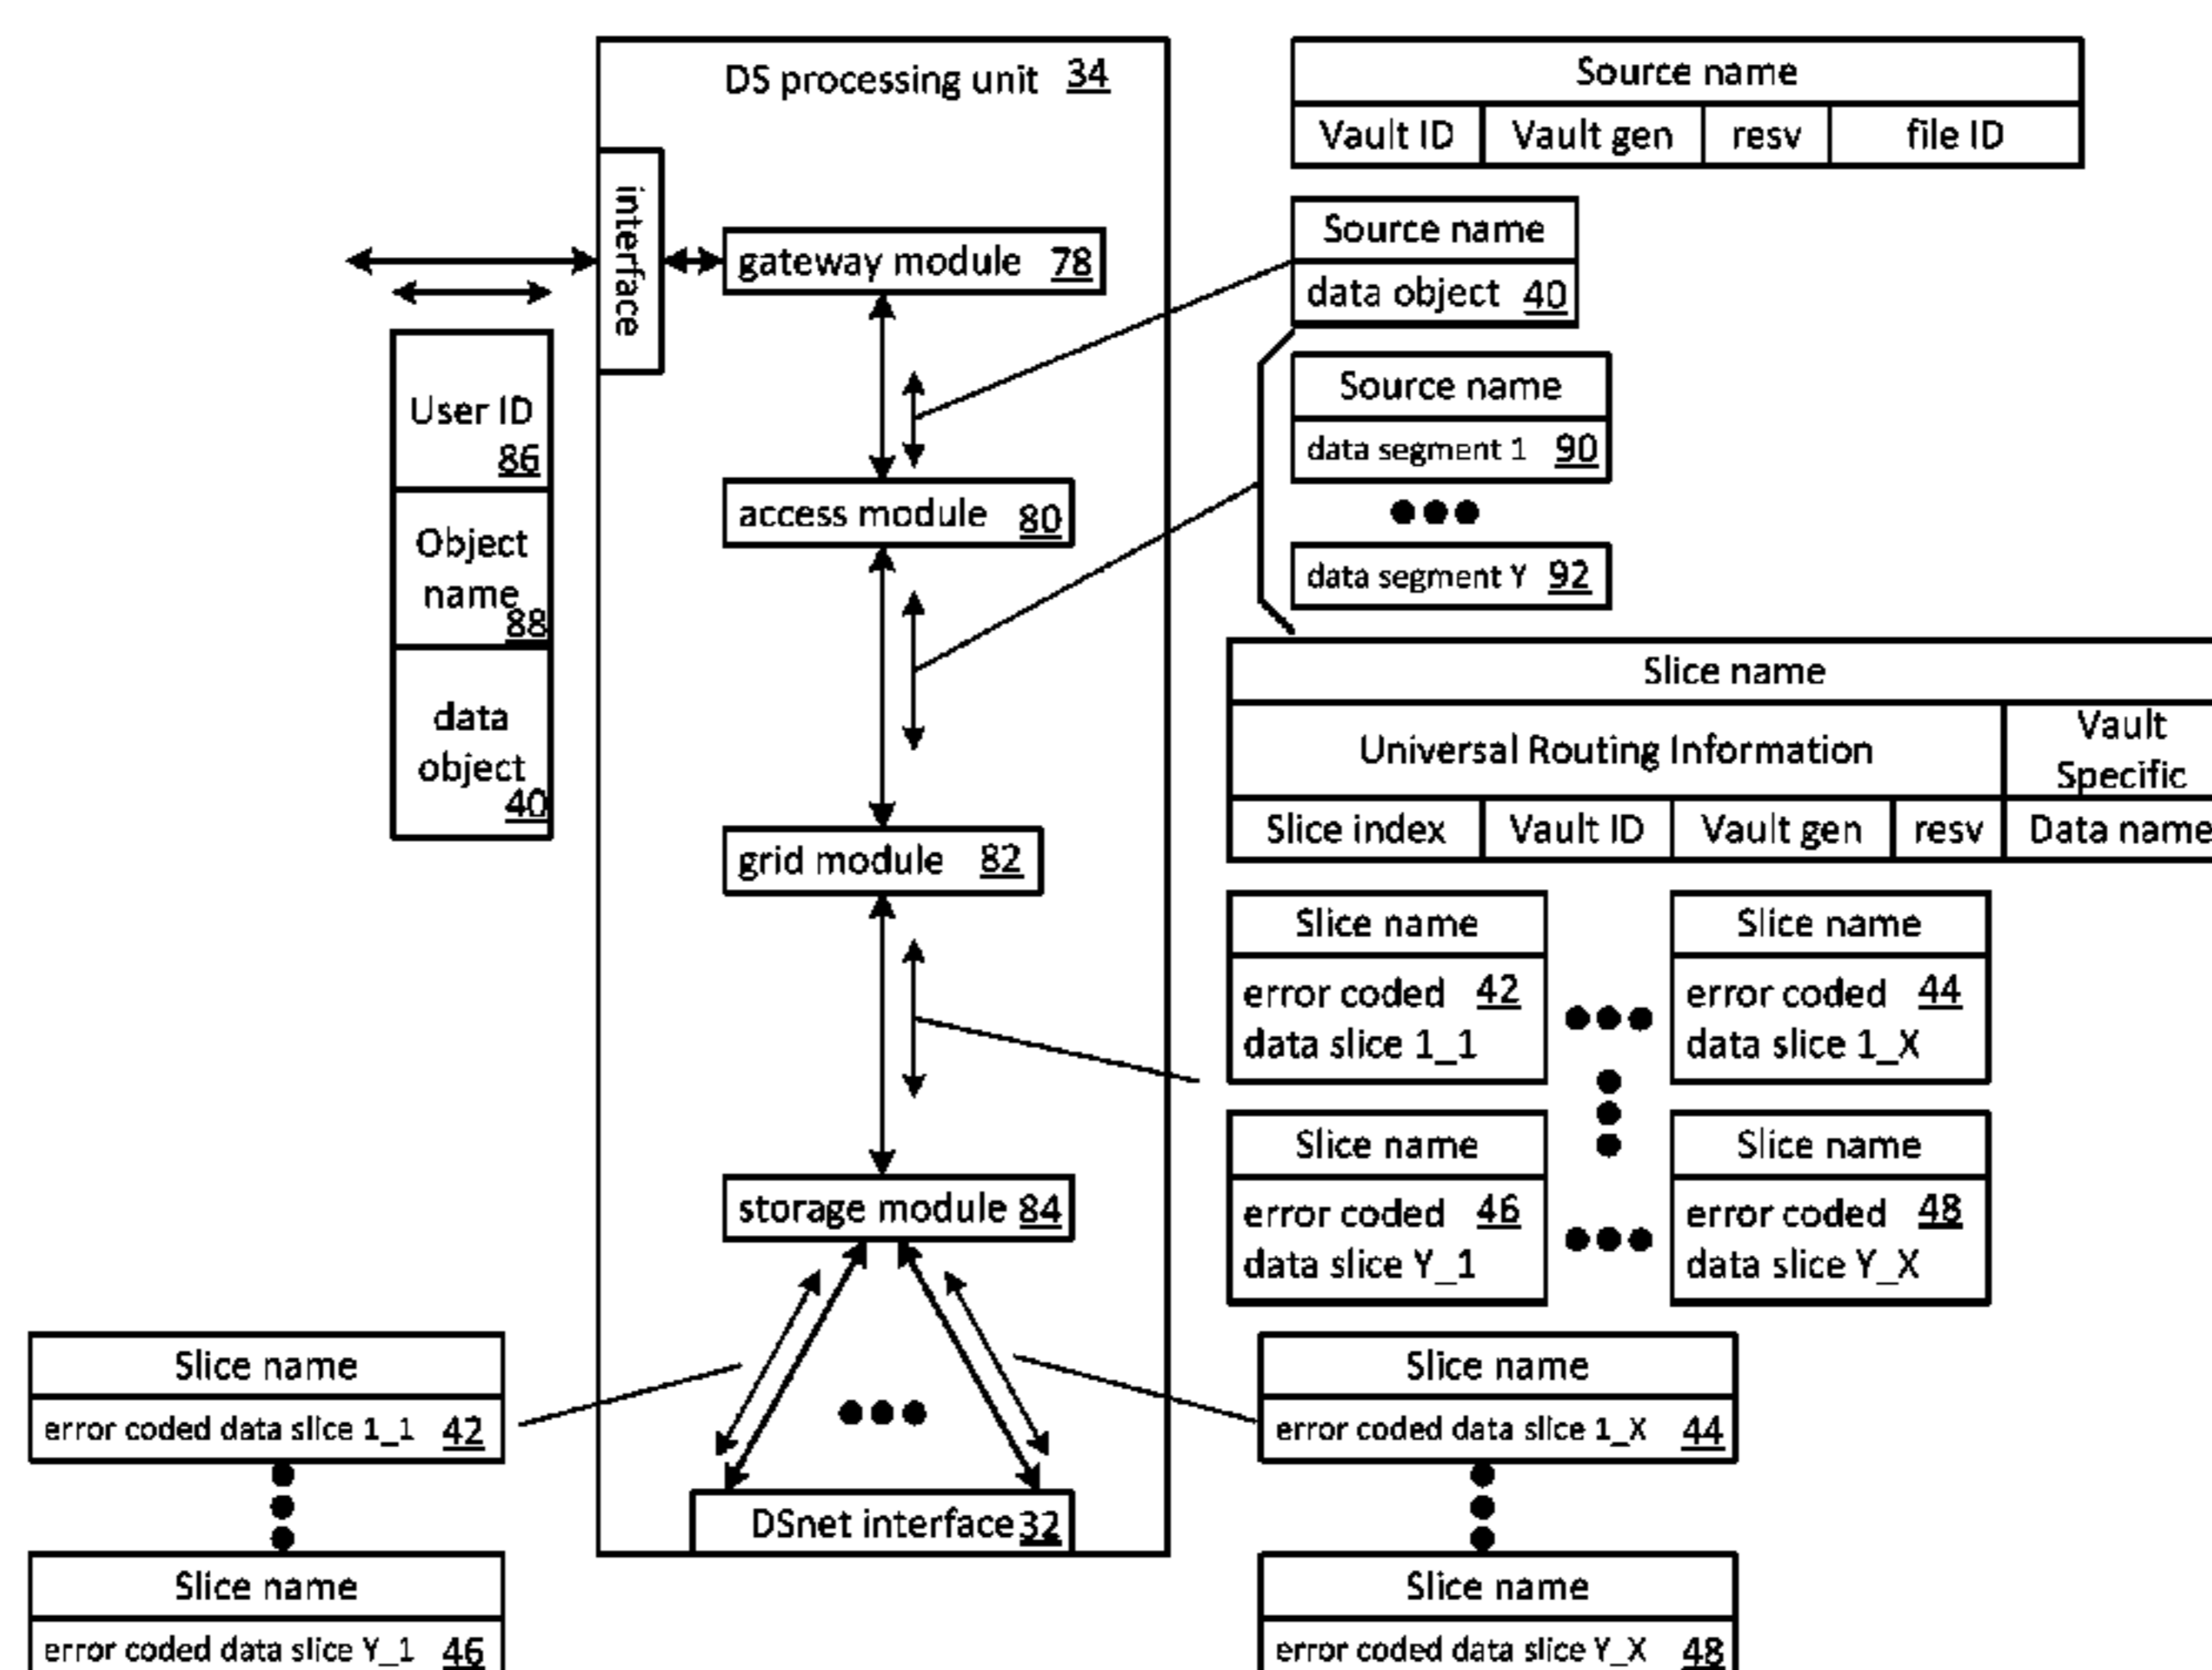 DS processing unit 34
interface
gateway module 78
access module 80
grid module 82
storage module 84
DSnet interface 32
User ID
86
Object
name
88
data
object
40
Source name
Vault ID Vault gen resv file ID
Source name
data object 40
Source name
data segment 1 90
data segment Y 92
Slice name
Universal Routing Information
Vault
Specific
Slice index Vault ID Vault gen resv Data name
Slice name
error coded 42
data slice 1_1
Slice name
error coded 44
data slice 1_X
Slice name
error coded 46
data slice Y_1
Slice name
error coded 48
data slice Y_X
Slice name
error coded data slice 1_1 42
Slice name
error coded data slice Y_1 46
Slice name
error coded data slice 1_X 44
Slice name
error coded data slice Y_X 48